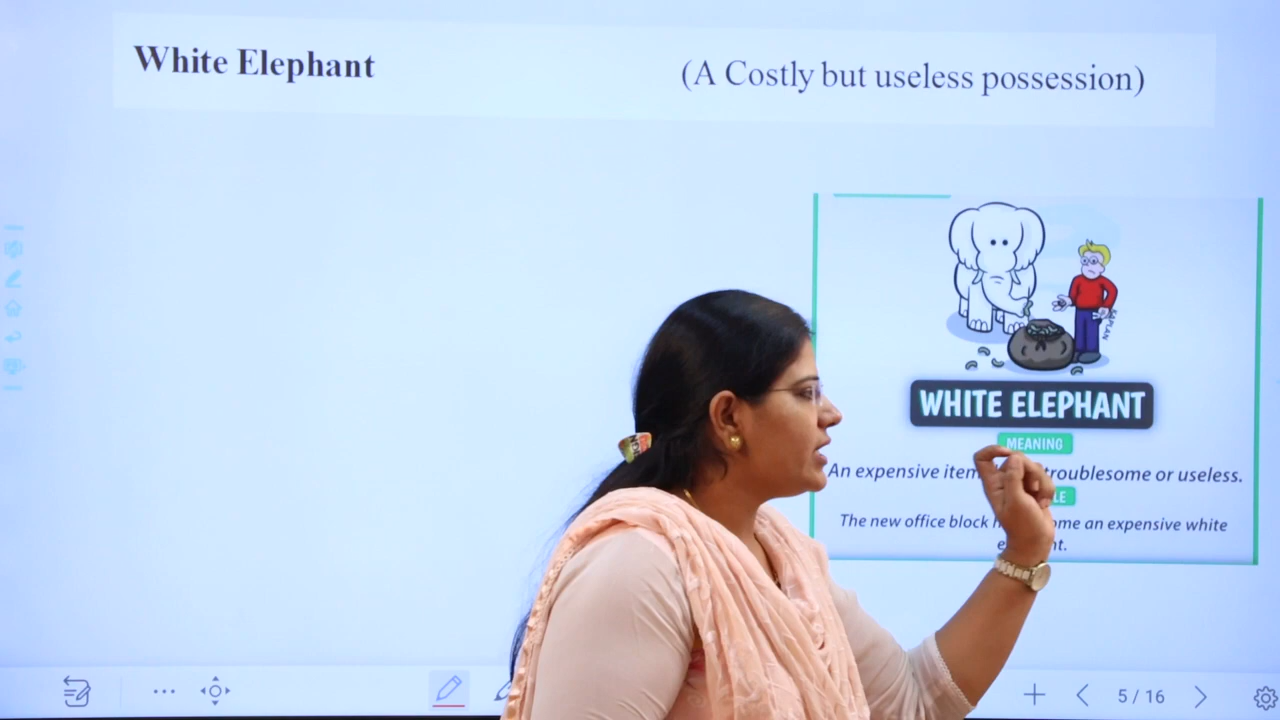 White Elephant (A Costly but useless possession)
KAPLAN
WHITE ELEPHANT
MEANING
An expensive item troublesome or useless.
The new office block an expensive white
5 / 16